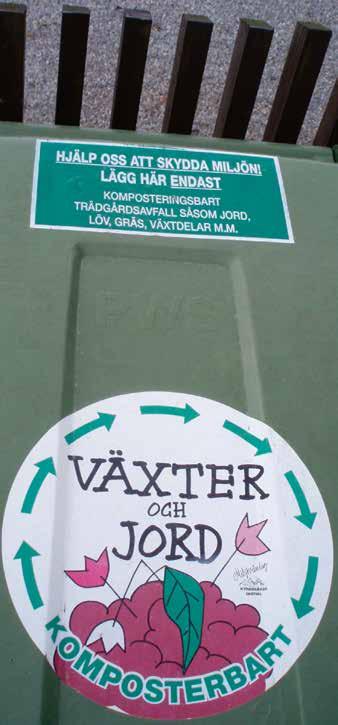 HJÄLP OSS ATT SKYDDA MILJÖN!
LÄGG HÄR ENDAST
KOMPOSTERINGSBART
TRÄDGÅRDSAVFALL SÅSOM JORD,
LÖV, GRÄS, VÄXTDELAR M.M.
PWS
VÄXTER
OCH
JORD
KOMPOSTERBART